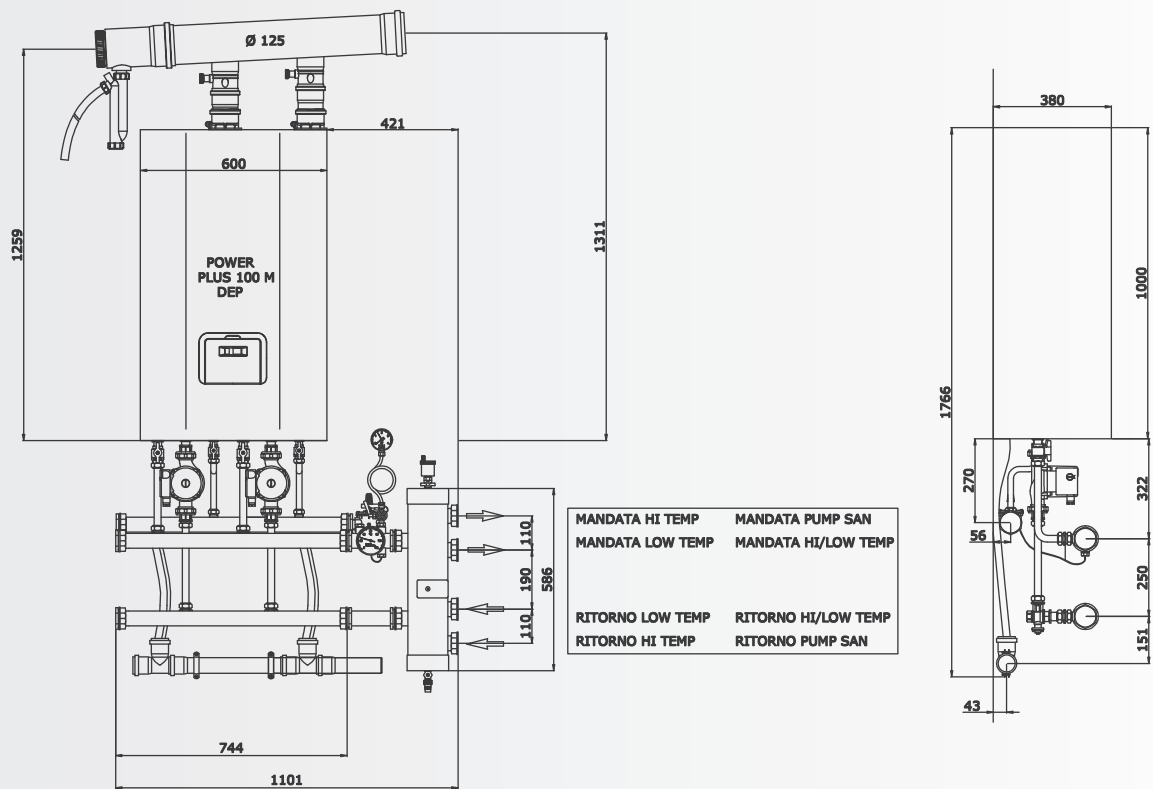 Ø 125
421
600
1259
1311
POWER
PLUS 100 M
DEP
110
190
110
586
744
1101
MANDATA HI TEMP MANDATA PUMP SAN
MANDATA LOW TEMP MANDATA HI/LOW TEMP
RITORNO LOW TEMP RITORNO HI/LOW TEMP
RITORNO HI TEMP RITORNO PUMP SAN
380
1000
1766
270
322
56
250
151
43